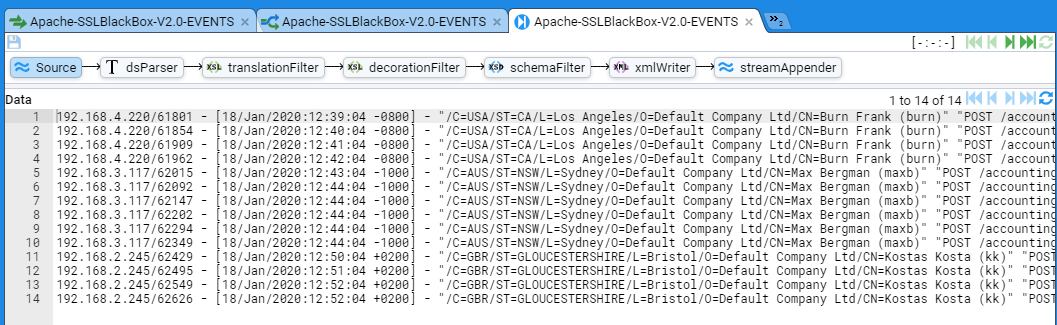 Apache-SSLBlackBox-V2.0-EVENTS × Apache-SSLBlackBox-V2.0-EVENTS × Apache-SSLBlackBox-V2.0-EVENTS × »2
[-:-:-]
Source T dsParser XSL translationFilter XSL decorationFilter XSD schemaFilter XML xmlWriter streamAppender
Data 1 to 14 of 14
1 192.168.4.220/61801 - [18/Jan/2020:12:39:04 -0800] - "/C=USA/ST=CA/L=Los Angeles/O=Default Company Ltd/CN=Burn Frank (burn)" "POST /account
2 192.168.4.220/61854 - [18/Jan/2020:12:40:04 -0800] - "/C=USA/ST=CA/L=Los Angeles/O=Default Company Ltd/CN=Burn Frank (burn)" "POST /account
3 192.168.4.220/61909 - [18/Jan/2020:12:41:04 -0800] - "/C=USA/ST=CA/L=Los Angeles/O=Default Company Ltd/CN=Burn Frank (burn)" "POST /account
4 192.168.4.220/61962 - [18/Jan/2020:12:42:04 -0800] - "/C=USA/ST=CA/L=Los Angeles/O=Default Company Ltd/CN=Burn Frank (burn)" "POST /account
5 192.168.3.117/62015 - [18/Jan/2020:12:43:04 -1000] - "/C=AUS/ST=NSW/L=Sydney/O=Default Company Ltd/CN=Max Bergman (maxb)" "POST /accounting
6 192.168.3.117/62092 - [18/Jan/2020:12:44:04 -1000] - "/C=AUS/ST=NSW/L=Sydney/O=Default Company Ltd/CN=Max Bergman (maxb)" "POST /accounting
7 192.168.3.117/62147 - [18/Jan/2020:12:44:04 -1000] - "/C=AUS/ST=NSW/L=Sydney/O=Default Company Ltd/CN=Max Bergman (maxb)" "POST /accounting
8 192.168.3.117/62202 - [18/Jan/2020:12:44:04 -1000] - "/C=AUS/ST=NSW/L=Sydney/O=Default Company Ltd/CN=Max Bergman (maxb)" "POST /accounting
9 192.168.3.117/62294 - [18/Jan/2020:12:44:04 -1000] - "/C=AUS/ST=NSW/L=Sydney/O=Default Company Ltd/CN=Max Bergman (maxb)" "POST /accounting
10 192.168.3.117/62349 - [18/Jan/2020:12:44:04 -1000] - "/C=AUS/ST=NSW/L=Sydney/O=Default Company Ltd/CN=Max Bergman (maxb)" "POST /accounting
11 192.168.2.245/62429 - [18/Jan/2020:12:50:04 +0200] - "/C=GBR/ST=GLOUCESTERSHIRE/L=Bristol/O=Default Company Ltd/CN=Kostas Kosta (kk)" "POST
12 192.168.2.245/62495 - [18/Jan/2020:12:51:04 +0200] - "/C=GBR/ST=GLOUCESTERSHIRE/L=Bristol/O=Default Company Ltd/CN=Kostas Kosta (kk)" "POST
13 192.168.2.245/62549 - [18/Jan/2020:12:52:04 +0200] - "/C=GBR/ST=GLOUCESTERSHIRE/L=Bristol/O=Default Company Ltd/CN=Kostas Kosta (kk)" "POST
14 192.168.2.245/62626 - [18/Jan/2020:12:52:04 +0200] - "/C=GBR/ST=GLOUCESTERSHIRE/L=Bristol/O=Default Company Ltd/CN=Kostas Kosta (kk)" "POST